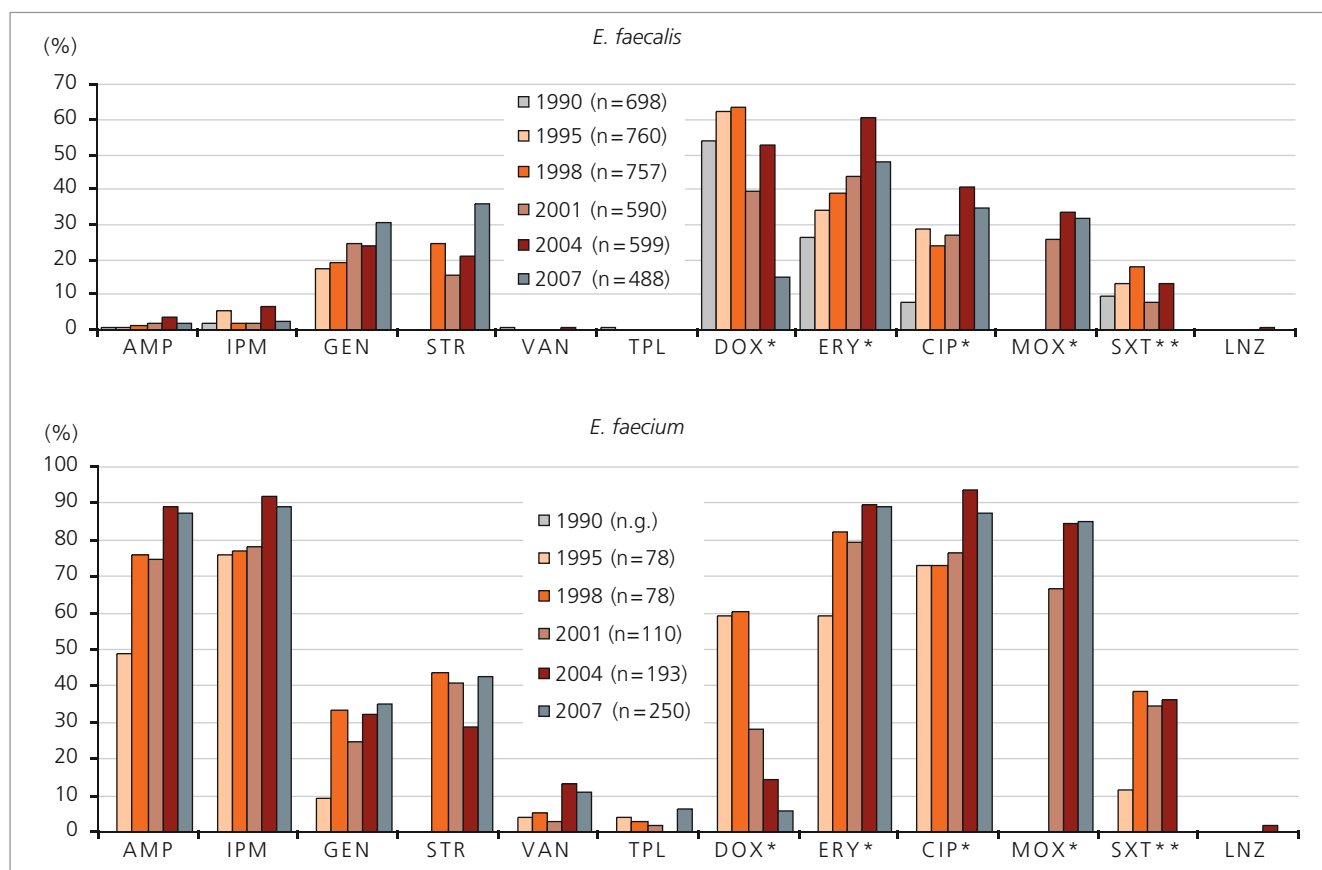 E. faecalis
(%)
70
60
50
40
30
20
10
0
1990 (n=698)
1995 (n=760)
1998 (n=757)
2001 (n=590)
2004 (n=599)
2007 (n=488)
AMP IPM GEN STR VAN TPL DOX* ERY* CIP* MOX* SXT** LNZ
E. faecium
(%)
100
90
80
70
60
50
40
30
20
10
0
1990 (n.g.)
1995 (n=78)
1998 (n=78)
2001 (n=110)
2004 (n=193)
2007 (n=250)
AMP IPM GEN STR VAN TPL DOX* ERY* CIP* MOX* SXT** LNZ